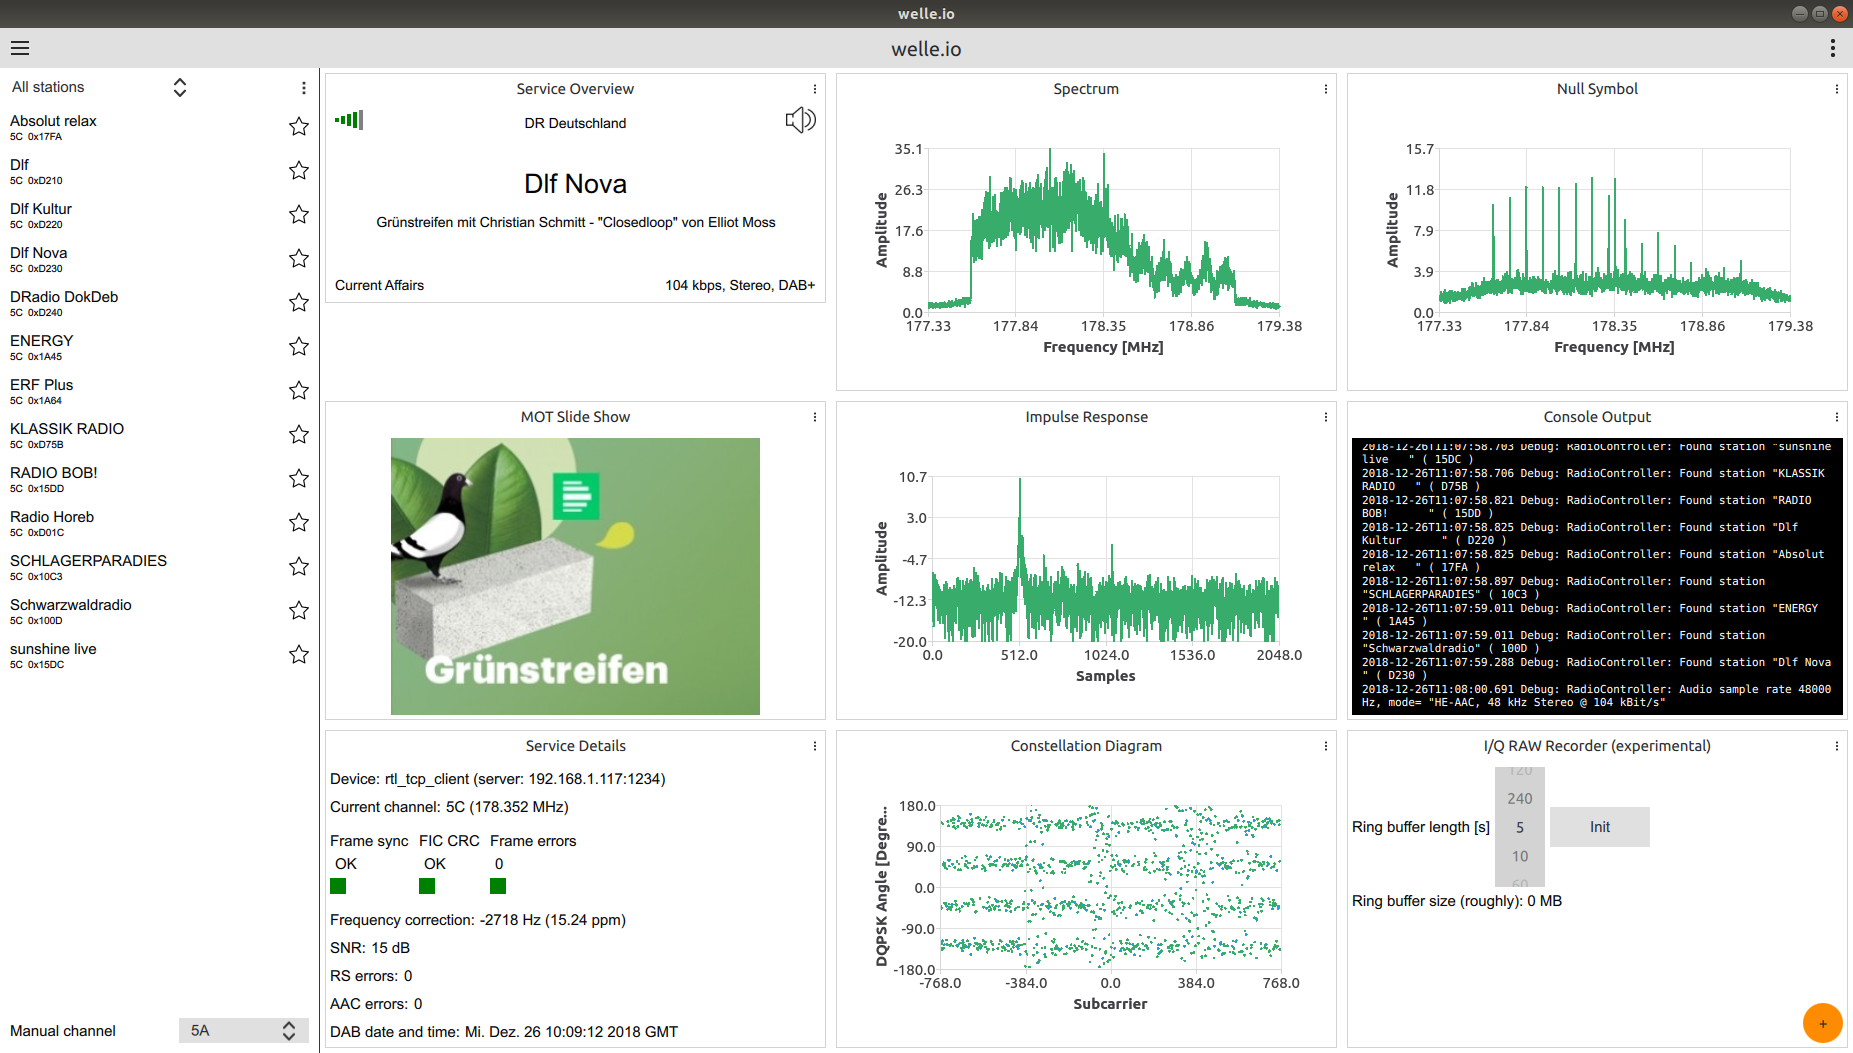 welle.io
welle.io
All stations
Absolut relax
5C 0x17FA
Dlf
5C 0xD210
Dlf Kultur
5C 0xD220
Dlf Nova
5C 0xD230
DRadio DokDeb
5C 0xD240
ENERGY
5C 0x1A45
ERF Plus
5C 0x1A64
KLASSIK RADIO
5C 0xD75B
RADIO BOB!
5C 0x15DD
Radio Horeb
5C 0xD01C
SCHLAGERPARADIES
5C 0x10C3
Schwarzwaldradio
5C 0x100D
sunshine live
5C 0x15DC
Manual channel 5A
Service Overview
DR Deutschland
Dlf Nova
Grünstreifen mit Christian Schmitt - "Closedloop" von Elliot Moss
Current Affairs 104 kbps, Stereo, DAB+
Spectrum
35.1
26.3
17.6
8.8
0.0
Amplitude
177.33 177.84 178.35 178.86 179.38
Frequency [MHz]
Null Symbol
15.7
11.8
7.9
3.9
0.0
Amplitude
177.33 177.84 178.35 178.86 179.38
Frequency [MHz]
MOT Slide Show
Grünstreifen
Impulse Response
10.7
3.0
-4.7
-12.3
-20.0
Amplitude
0.0 512.0 1024.0 1536.0 2048.0
Samples
Console Output
2018-12-26T11:07:58.703 Debug: RadioController: Found station "sunshine
live " ( 15DC )
2018-12-26T11:07:58.706 Debug: RadioController: Found station "KLASSIK
RADIO " ( D75B )
2018-12-26T11:07:58.821 Debug: RadioController: Found station "RADIO
BOB! " ( 15DD )
2018-12-26T11:07:58.825 Debug: RadioController: Found station "Dlf
Kultur " ( D220 )
2018-12-26T11:07:58.825 Debug: RadioController: Found station "Absolut
relax " ( 17FA )
2018-12-26T11:07:58.897 Debug: RadioController: Found station
"SCHLAGERPARADIES" ( 10C3 )
2018-12-26T11:07:59.011 Debug: RadioController: Found station "ENERGY
" ( 1A45 )
2018-12-26T11:07:59.011 Debug: RadioController: Found station
"Schwarzwaldradio" ( 100D )
2018-12-26T11:07:59.288 Debug: RadioController: Found station "Dlf Nova
" ( D230 )
2018-12-26T11:08:00.691 Debug: RadioController: Audio sample rate 48000
Hz, mode= "HE-AAC, 48 kHz Stereo @ 104 kBit/s"
Service Details
Device: rtl_tcp_client (server: 192.168.1.117:1234)
Current channel: 5C (178.352 MHz)
Frame sync FIC CRC Frame errors
OK OK 0
Frequency correction: -2718 Hz (15.24 ppm)
SNR: 15 dB
RS errors: 0
AAC errors: 0
DAB date and time: Mi. Dez. 26 10:09:12 2018 GMT
Constellation Diagram
180.0
90.0
0.0
-90.0
-180.0
DQPSK Angle [Degre...
-768.0 -384.0 0.0 384.0 768.0
Subcarrier
I/Q RAW Recorder (experimental)
120
240
Ring buffer length [s] 5 Init
10
60
Ring buffer size (roughly): 0 MB
+